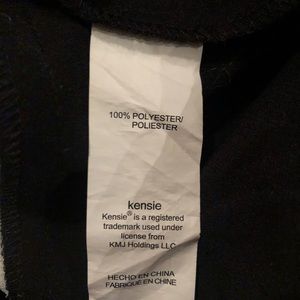 100% POLYESTER/
POLIESTER
kensie
Kensie® is a registered
trademark used under
license from
KMJ Holdings LLC
HECHO EN CHINA
FABRIQUE EN CHINE